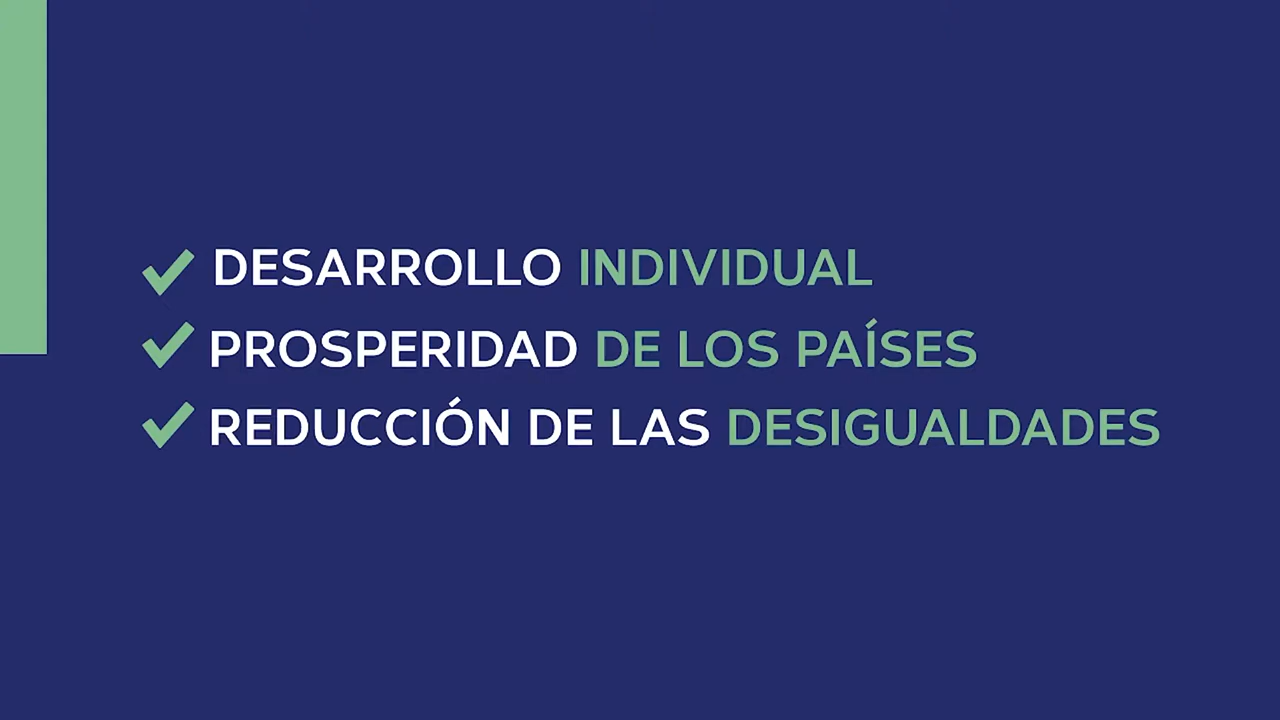 DESARROLLO INDIVIDUAL
PROSPERIDAD DE LOS PAÍSES
REDUCCIÓN DE LAS DESIGUALDADES